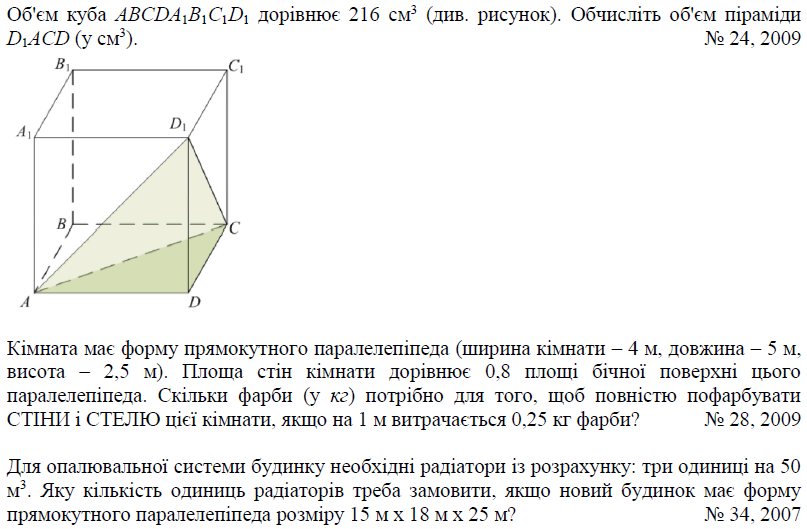 Об'єм куба ABCDA₁B₁C₁D₁ дорівнює 216 см³ (див. рисунок). Обчисліть об'єм піраміди
D₁ACD (у см³). № 24, 2009
B₁ C₁
A₁ D₁
B C
A D
Кімната має форму прямокутного паралелепіпеда (ширина кімнати – 4 м, довжина – 5 м,
висота – 2,5 м). Площа стін кімнати дорівнює 0,8 площі бічної поверхні цього
паралелепіпеда. Скільки фарби (у кг) потрібно для того, щоб повністю пофарбувати
СТІНИ і СТЕЛЮ цієї кімнати, якщо на 1 м витрачається 0,25 кг фарби? № 28, 2009
Для опалювальної системи будинку необхідні радіатори із розрахунку: три одиниці на 50
м³. Яку кількість одиниць радіаторів треба замовити, якщо новий будинок має форму
прямокутного паралелепіпеда розміру 15 м х 18 м х 25 м? № 34, 2007